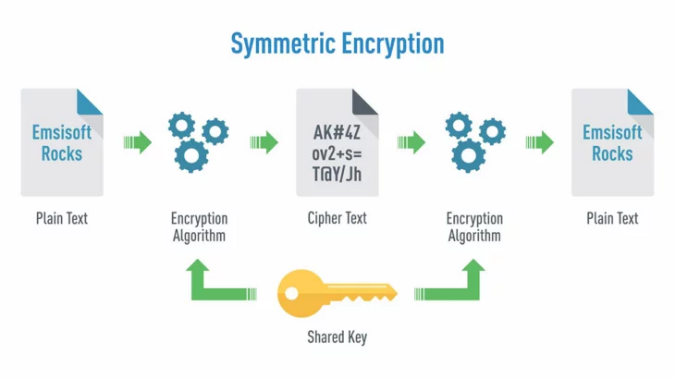 Symmetric Encryption
Emsisoft
Rocks
AK#4Z
ov2+s=
T@Y/Jh
Emsisoft
Rocks
Plain Text
Encryption
Algorithm
Cipher Text
Encryption
Algorithm
Plain Text
Shared Key